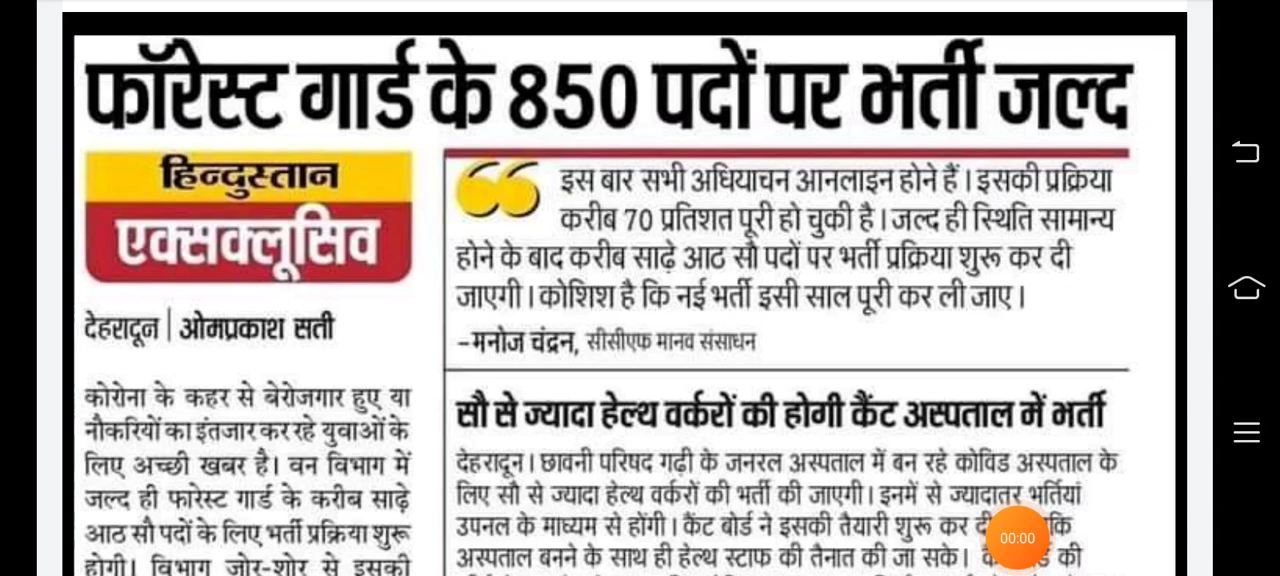 फॉरेस्ट गार्ड के 850 पदों पर भर्ती जल्द
हिन्दुस्तान
एक्सक्लूसिव
देहरादून | ओमप्रकाश सती
कोरोना के कहर से बेरोजगार हुए या
नौकरियों का इंतजार कर रहे युवाओं के
लिए अच्छी खबर है। वन विभाग में
जल्द ही फारेस्ट गार्ड के करीब साढ़े
आठ सौ पदों के लिए भर्ती प्रक्रिया शुरू
होगी। विभाग जोर-शोर से इसकी
इस बार सभी अधियाचन आनलाइन होने हैं। इसकी प्रक्रिया
करीब 70 प्रतिशत पूरी हो चुकी है। जल्द ही स्थिति सामान्य
होने के बाद करीब साढ़े आठ सौ पदों पर भर्ती प्रक्रिया शुरू कर दी
जाएगी। कोशिश है कि नई भर्ती इसी साल पूरी कर ली जाए।
–मनोज चंद्रन, सीसीएफ मानव संसाधन
सौ से ज्यादा हेल्थ वर्करों की होगी कैंट अस्पताल में भर्ती
देहरादून। छावनी परिषद गढ़ी के जनरल अस्पताल में बन रहे कोविड अस्पताल के
लिए सौ से ज्यादा हेल्थ वर्करों की भर्ती की जाएगी। इनमें से ज्यादातर भर्तियां
उपनल के माध्यम से होंगी। कैंट बोर्ड ने इसकी तैयारी शुरू कर दी
अस्पताल बनने के साथ ही हेल्थ स्टाफ की तैनात की जा सके। की
00:00